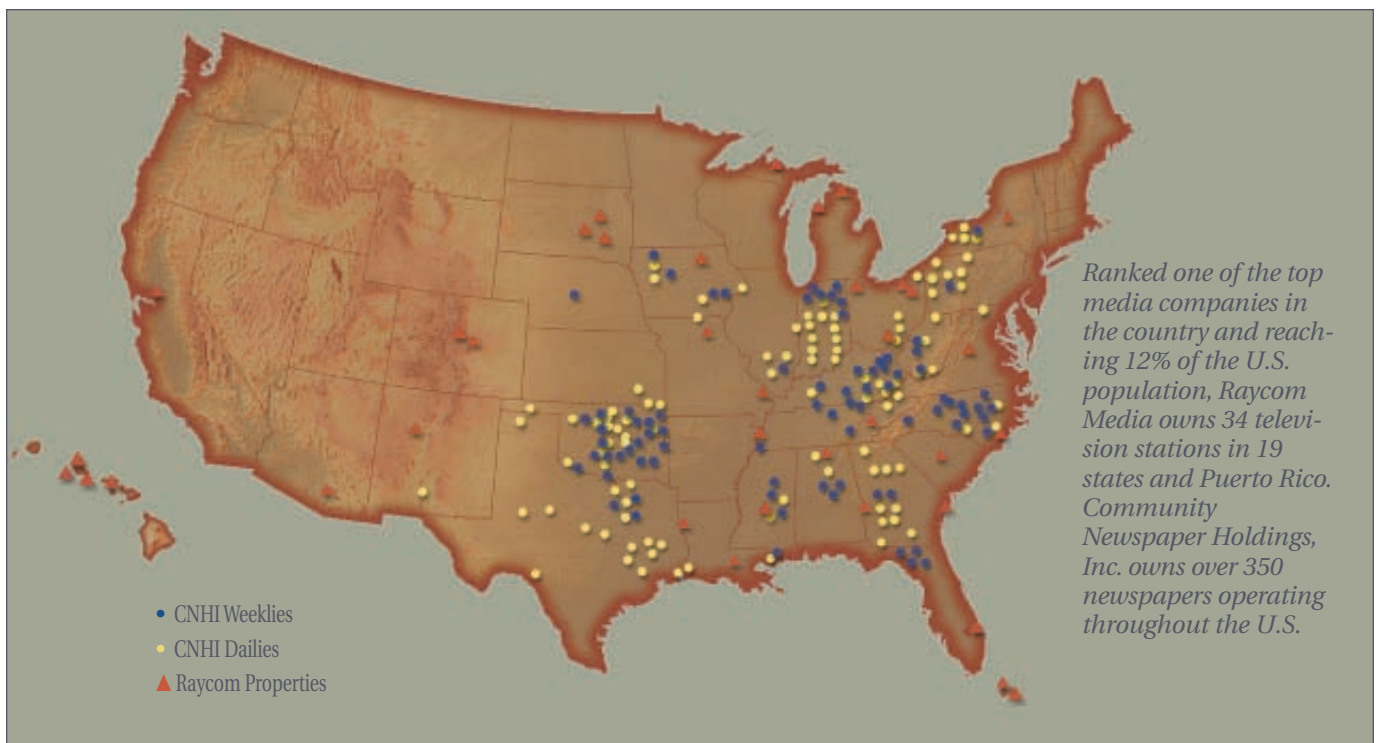 Ranked one of the top
media companies in
the country and reach-
ing 12% of the U.S.
population, Raycom
Media owns 34 televi-
sion stations in 19
states and Puerto Rico.
Community
Newspaper Holdings,
Inc. owns over 350
newspapers operating
throughout the U.S.
CNHI Weeklies
CNHI Dailies
Raycom Properties